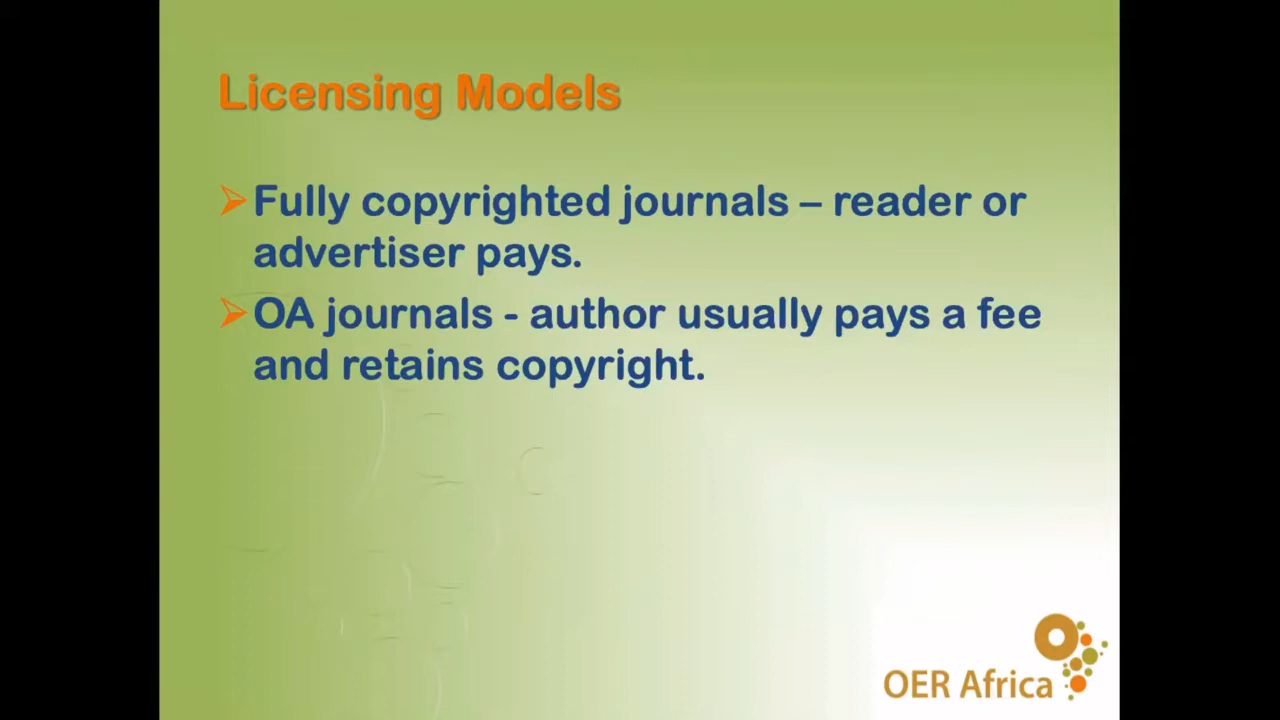 Licensing Models
Fully copyrighted journals – reader or
advertiser pays.
OA journals - author usually pays a fee
and retains copyright.
OER Africa